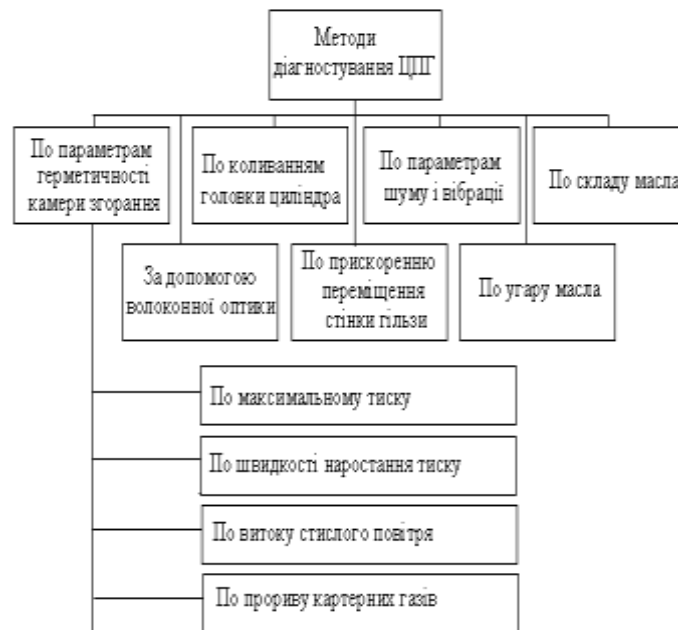 Методи
діагностування ЦПГ
По параметрам
герметичності
камери згорання
По коливанням
головки циліндра
По параметрам
шуму і вібрації
По складу масла
За допомогою
волоконної оптики
По прискоренню
переміщення
стінки гільзи
По угару масла
По максимальному тиску
По швидкості наростання тиску
По витоку стислого повітря
По прориву картерних газів